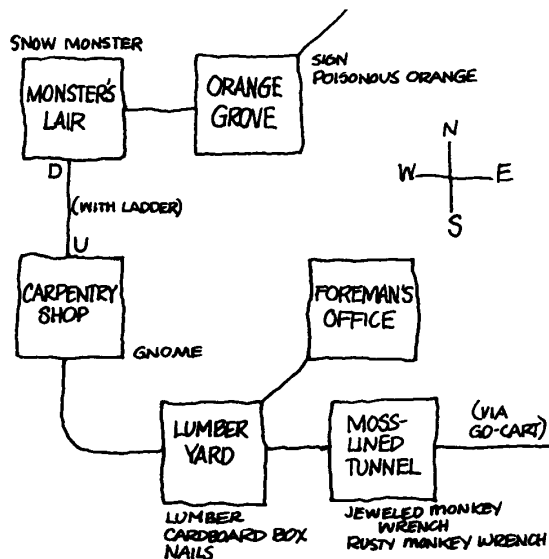 SNOW MONSTER
MONSTER'S
LAIR
ORANGE
GROVE
SIGN
POISONOUS ORANGE
N
W
E
S
D
(WITH LADDER)
U
CARPENTRY
SHOP
GNOME
FOREMAN'S
OFFICE
LUMBER
YARD
MOSS-
LINED
TUNNEL
(VIA
GO-CART)
LUMBER
CARDBOARD BOX
NAILS
JEWELED MONKEY
WRENCH
RUSTY MONKEY WRENCH